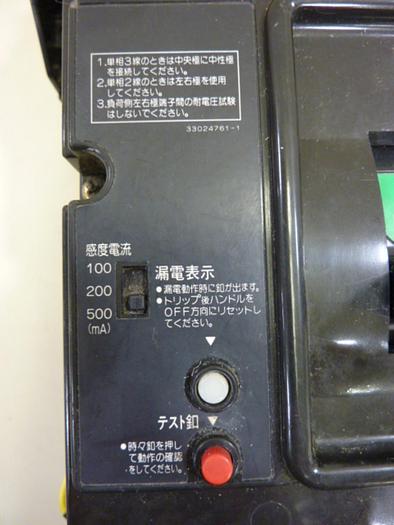 1.単相3線のときは中央極に中性極
を接続してください。
2.単相2線のときは左右極を使用
してください。
3.負荷側左右極端子間の耐電圧試験
はしないでください。
33024761-1
感度電流
100
200
500
(mA)
漏電表示
●漏電動作時に釦が出ます。
●トリップ後ハンドルを
OFF方向にリセットし
てください。
テスト釦
●時々釦を押し
て動作の確認
をしてください。